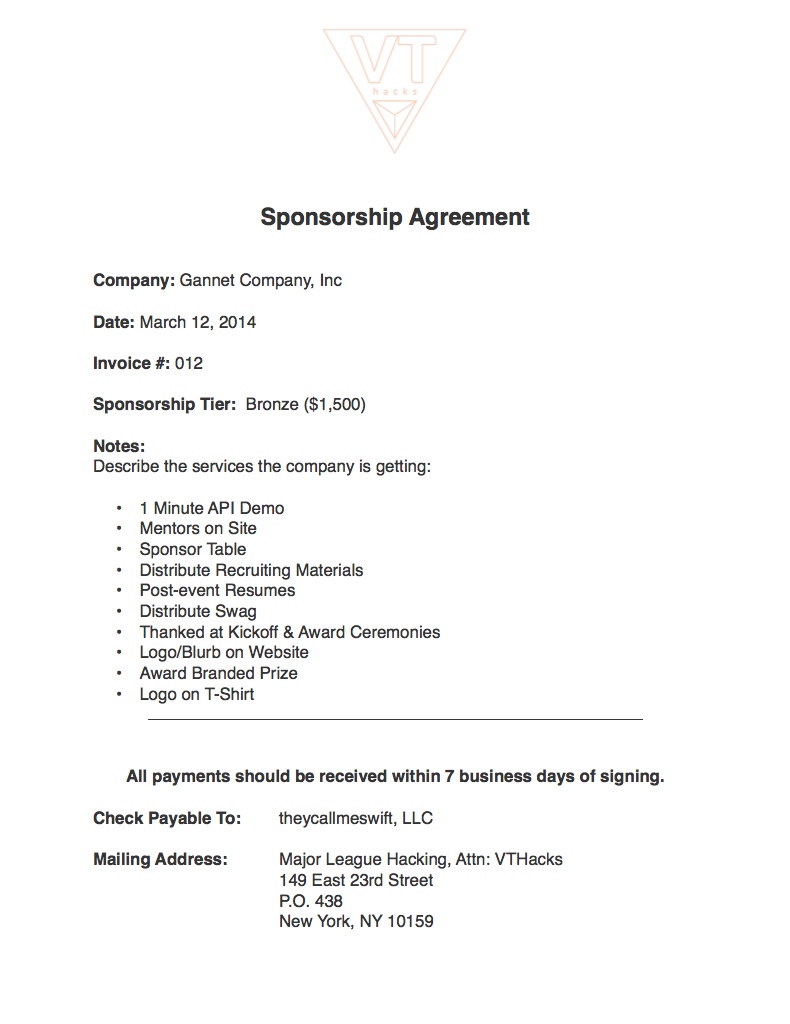 VT
hacks
Sponsorship Agreement
Company: Gannet Company, Inc
Date: March 12, 2014
Invoice #: 012
Sponsorship Tier:  Bronze ($1,500)
Notes:
Describe the services the company is getting:
• 1 Minute API Demo
• Mentors on Site
• Sponsor Table
• Distribute Recruiting Materials
• Post-event Resumes
• Distribute Swag
• Thanked at Kickoff & Award Ceremonies
• Logo/Blurb on Website
• Award Branded Prize
• Logo on T-Shirt
All payments should be received within 7 business days of signing.
Check Payable To: theycallmeswift, LLC
Mailing Address: Major League Hacking, Attn: VTHacks
149 East 23rd Street
P.O. 438
New York, NY 10159